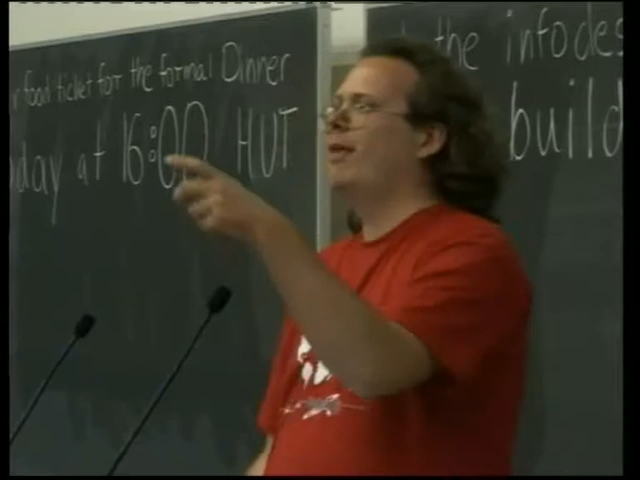 food ticket for the formal Dinner
day at 16:00 HUT
the infodes
build